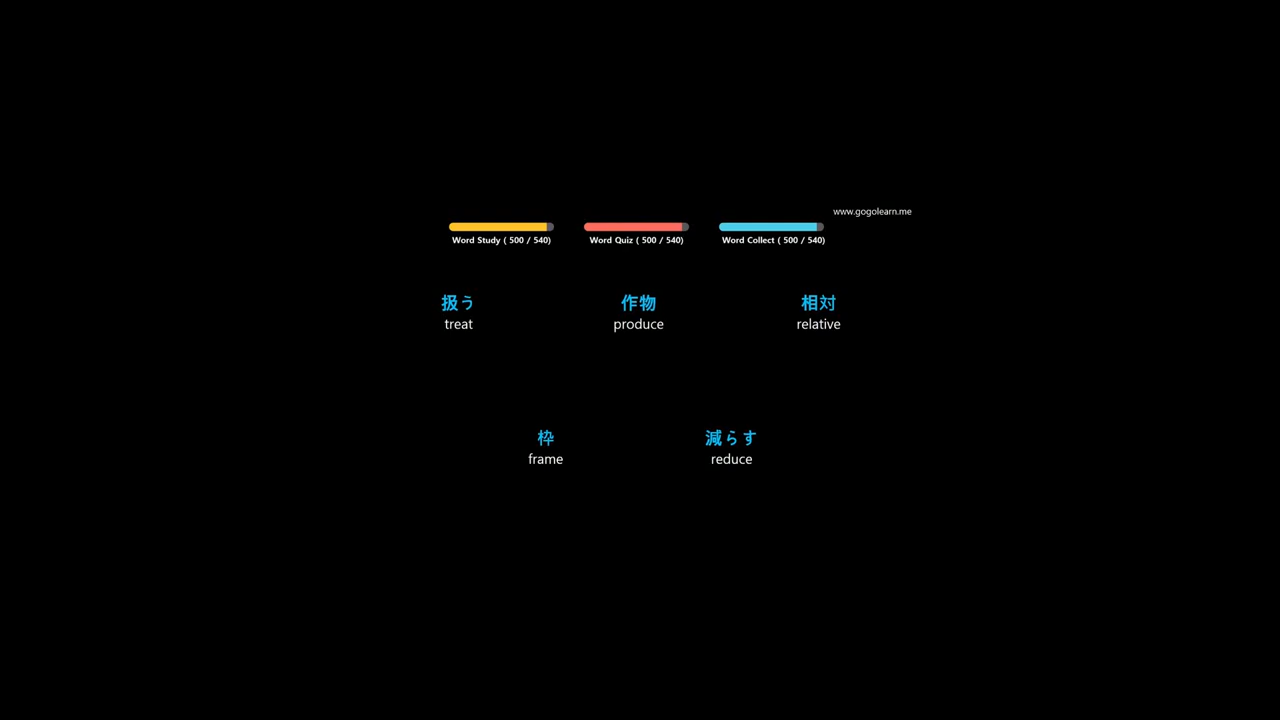 www.gogolearn.me
Word Study ( 500 / 540)
Word Quiz ( 500 / 540)
Word Collect ( 500 / 540)
扱う
treat
作物
produce
相対
relative
枠
frame
減らす
reduce